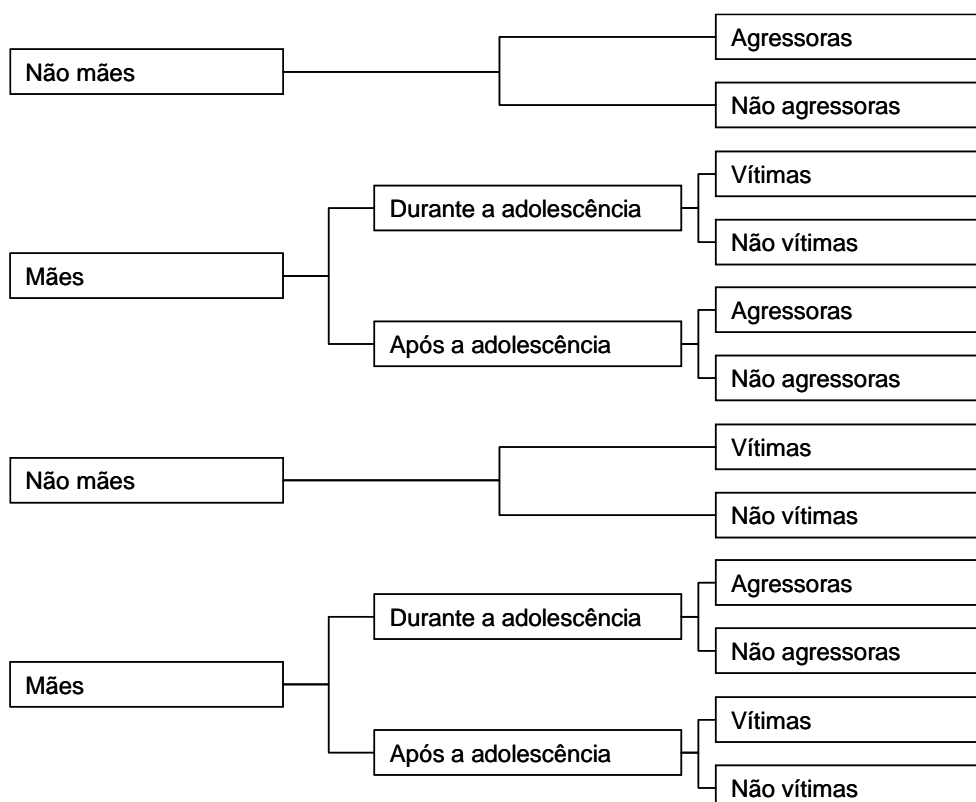 Agressoras
Não mães
Não agressoras
Vítimas
Durante a adolescência
Não vítimas
Mães
Agressoras
Após a adolescência
Não agressoras
Vítimas
Não mães
Não vítimas
Agressoras
Durante a adolescência
Não agressoras
Mães
Vítimas
Após a adolescência
Não vítimas